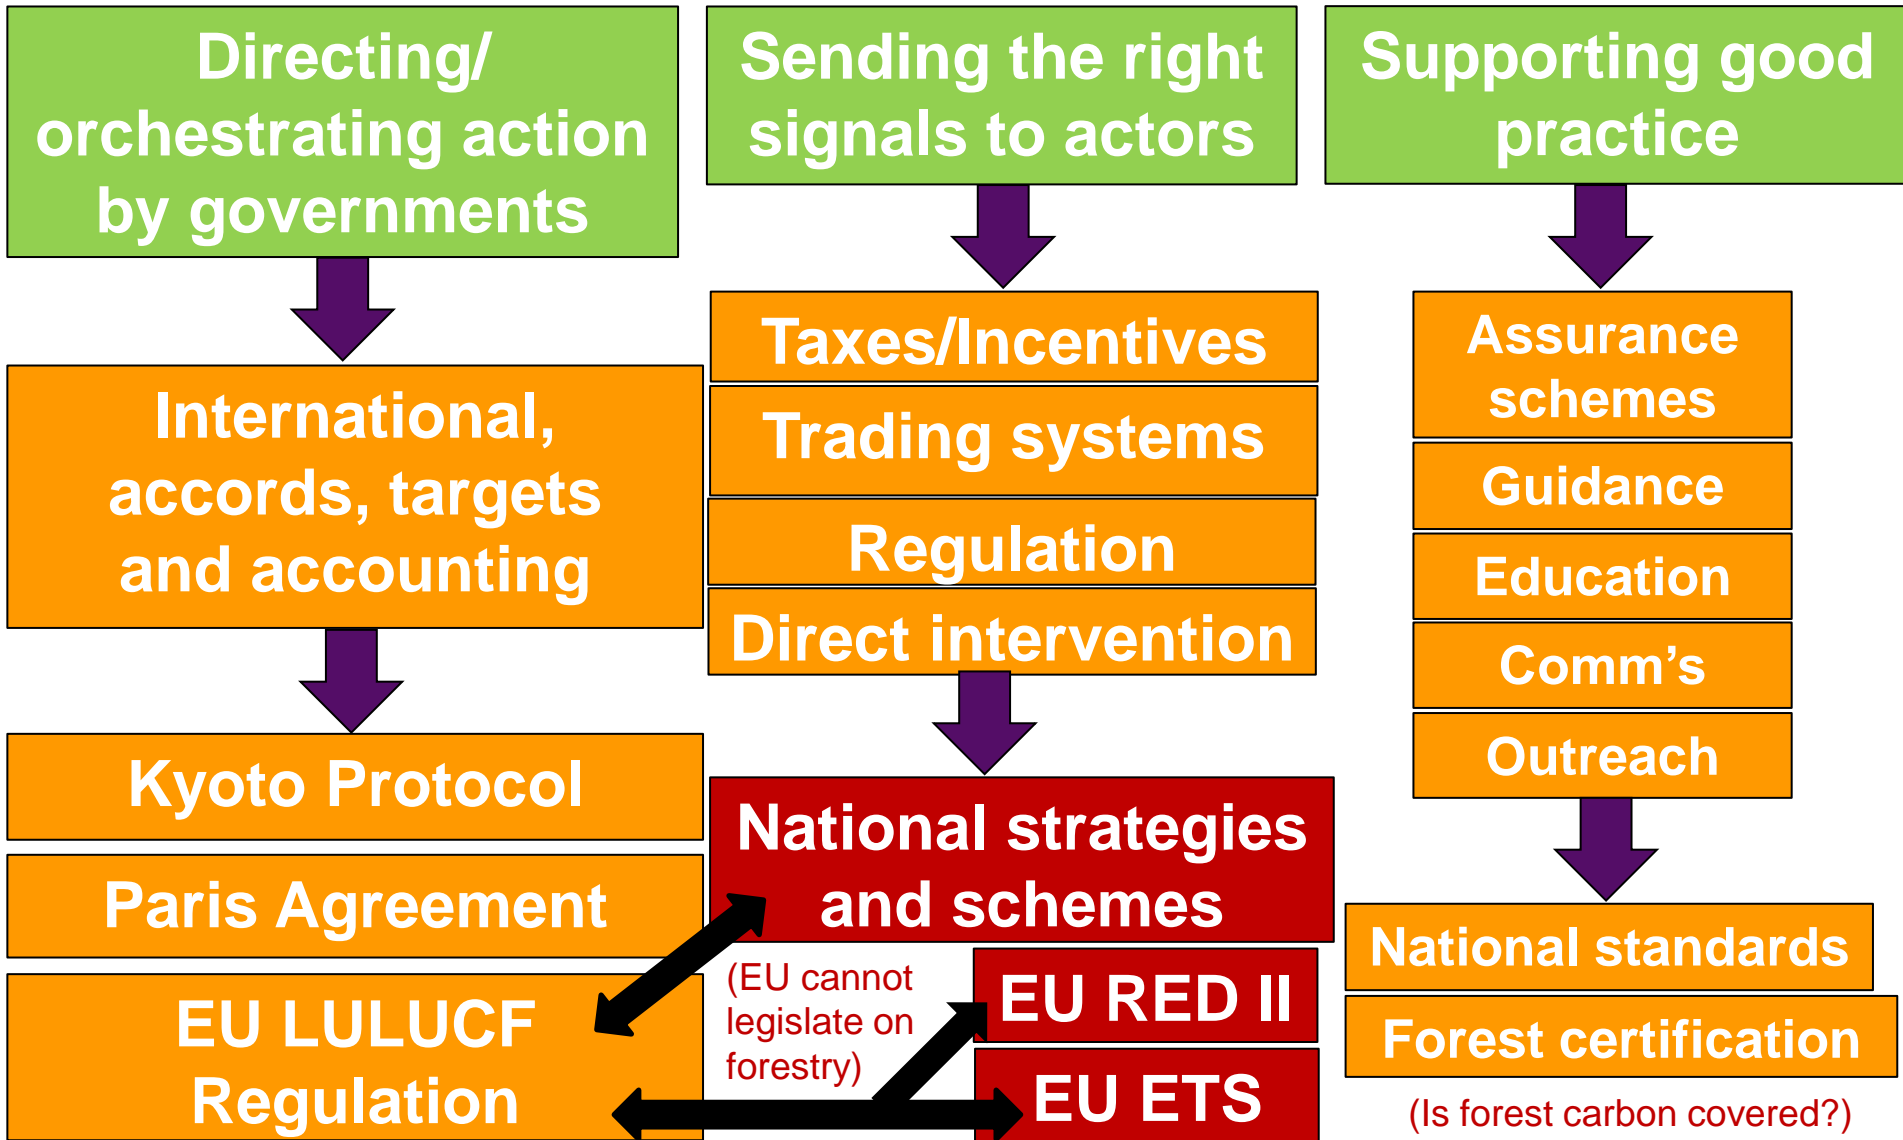 Directing/
orchestrating action
by governments
International,
accords, targets
and accounting
Kyoto Protocol
Paris Agreement
EU LULUCF
Regulation
Sending the right
signals to actors
Taxes/Incentives
Trading systems
Regulation
Direct intervention
National strategies
and schemes
(EU cannot
legislate on
forestry)
EU RED II
EU ETS
Supporting good
practice
Assurance
schemes
Guidance
Education
Comm’s
Outreach
National standards
Forest certification
(Is forest carbon covered?)